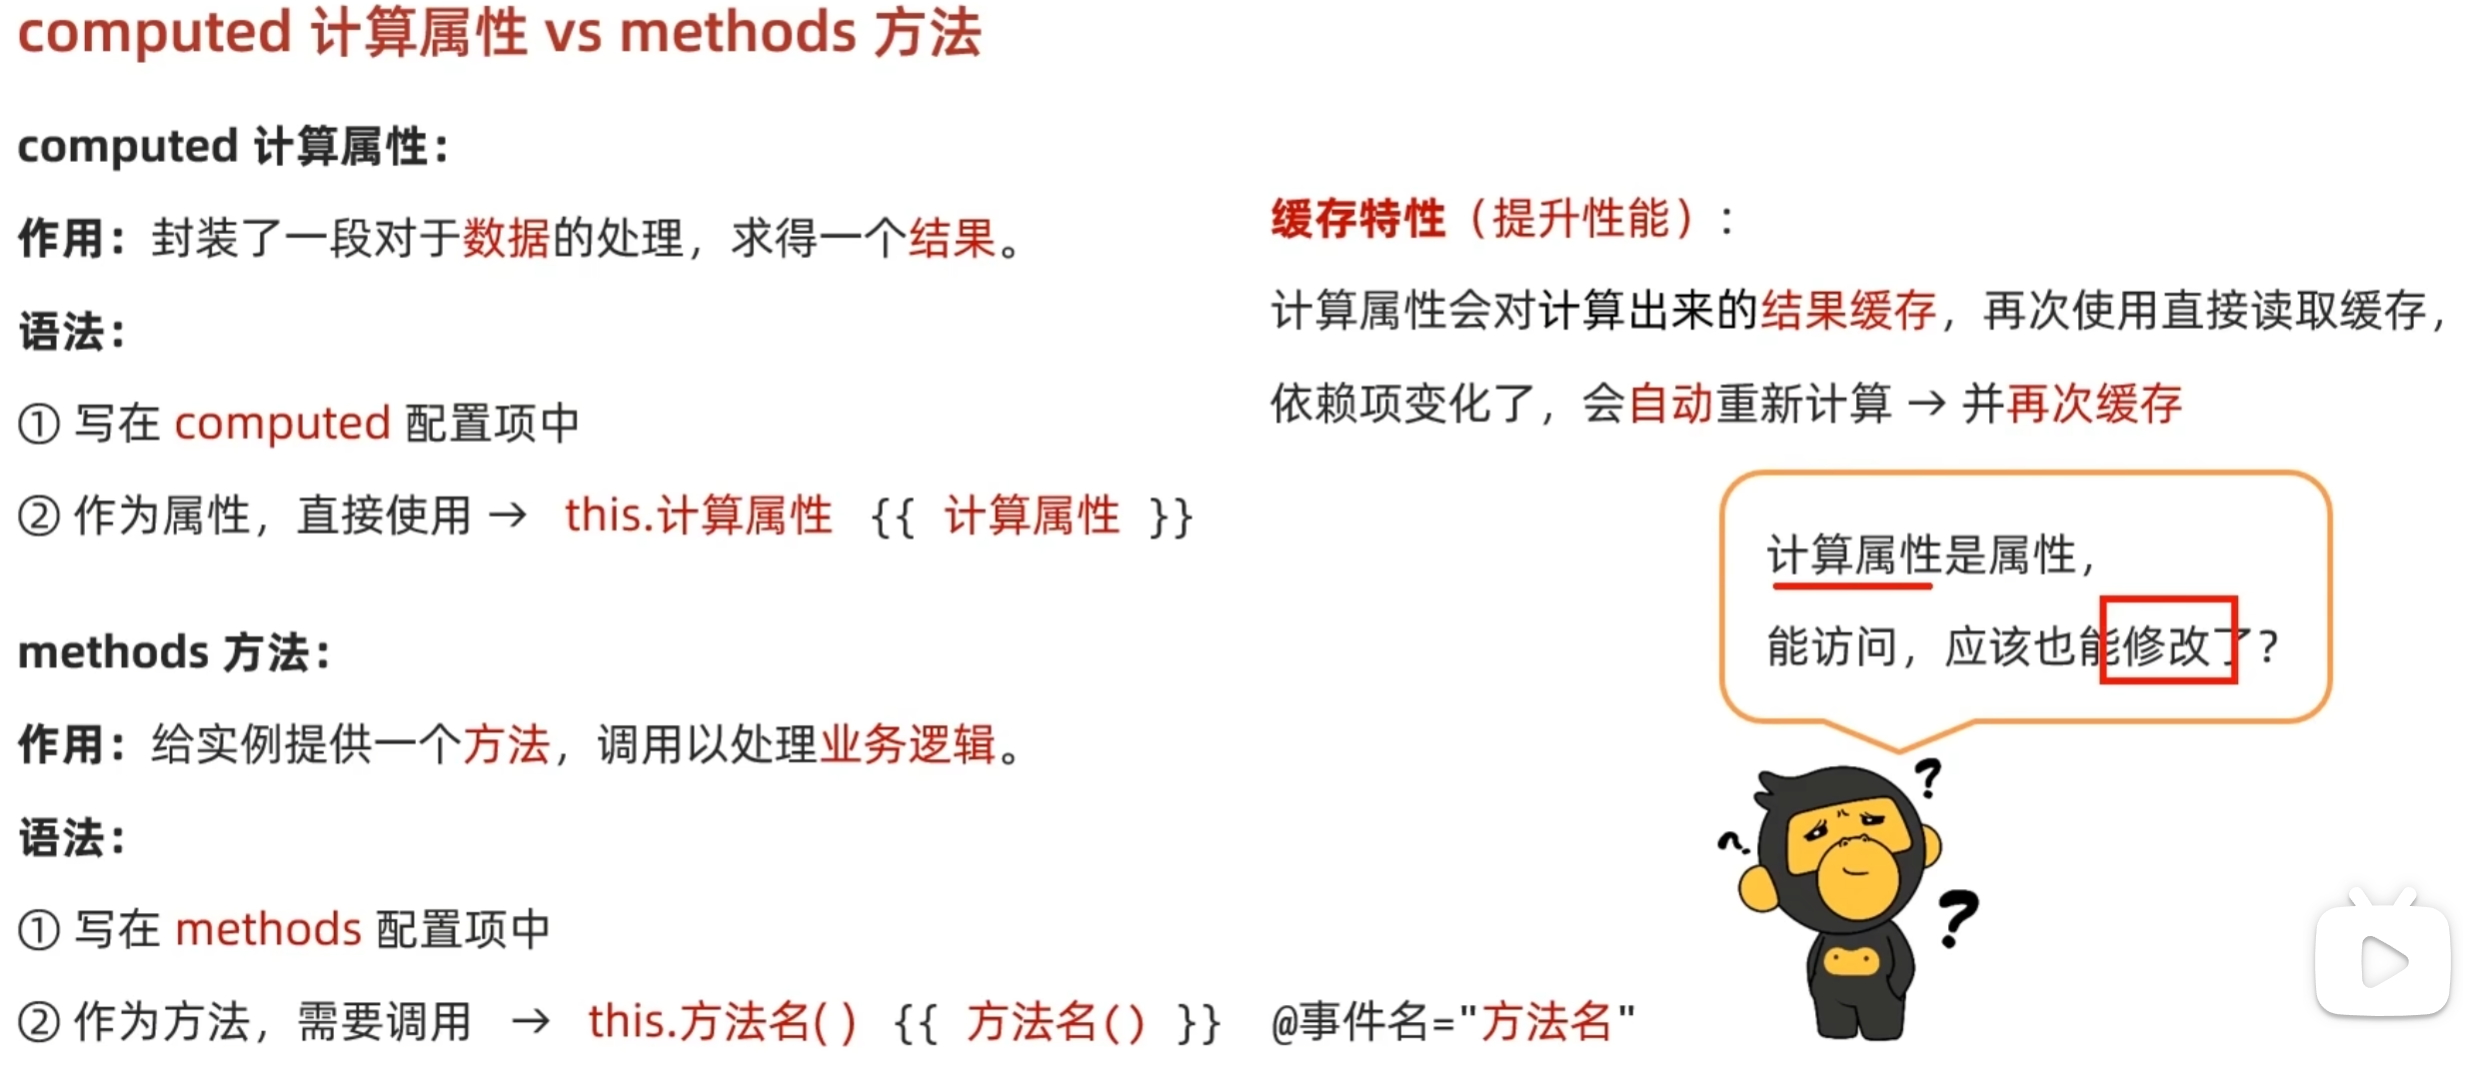 computed 计算属性 vs methods 方法
computed 计算属性：
作用：封装了一段对于数据的处理，求得一个结果。
语法：
① 写在 computed 配置项中
② 作为属性，直接使用 → this.计算属性 {{ 计算属性 }}
methods 方法：
作用：给实例提供一个方法，调用以处理业务逻辑。
语法：
① 写在 methods 配置项中
② 作为方法，需要调用 → this.方法名( ) {{ 方法名() }} @事件名="方法名"
缓存特性（提升性能）：
计算属性会对计算出来的结果缓存，再次使用直接读取缓存，
依赖项变化了，会自动重新计算 → 并再次缓存
计算属性是属性，
能访问，应该也能修改了？
?
?
?